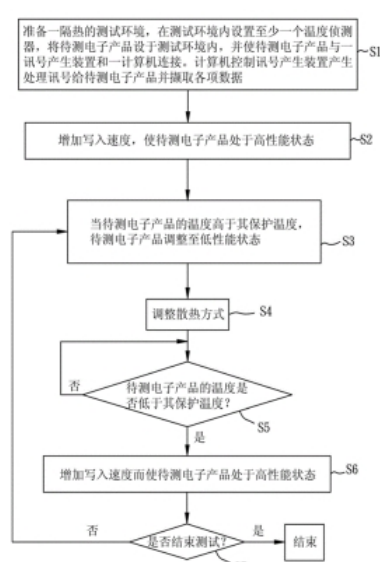 准备一隔热的测试环境，在测试环境内设置至少一个温度侦测
器，将待测电子产品设于测试环境内，并使待测电子产品与一
讯号产生装置和一计算机连接。计算机控制讯号产生装置产生
处理讯号给待测电子产品并撷取各项数据
S1
增加写入速度，使待测电子产品处于高性能状态
S2
当待测电子产品的温度高于其保护温度，
待测电子产品调整至低性能状态
S3
调整散热方式
S4
否
待测电子产品的温度是
否低于其保护温度？
S5
是
增加写入速度而使待测电子产品处于高性能状态
S6
否
是否结束测试？
是
结束